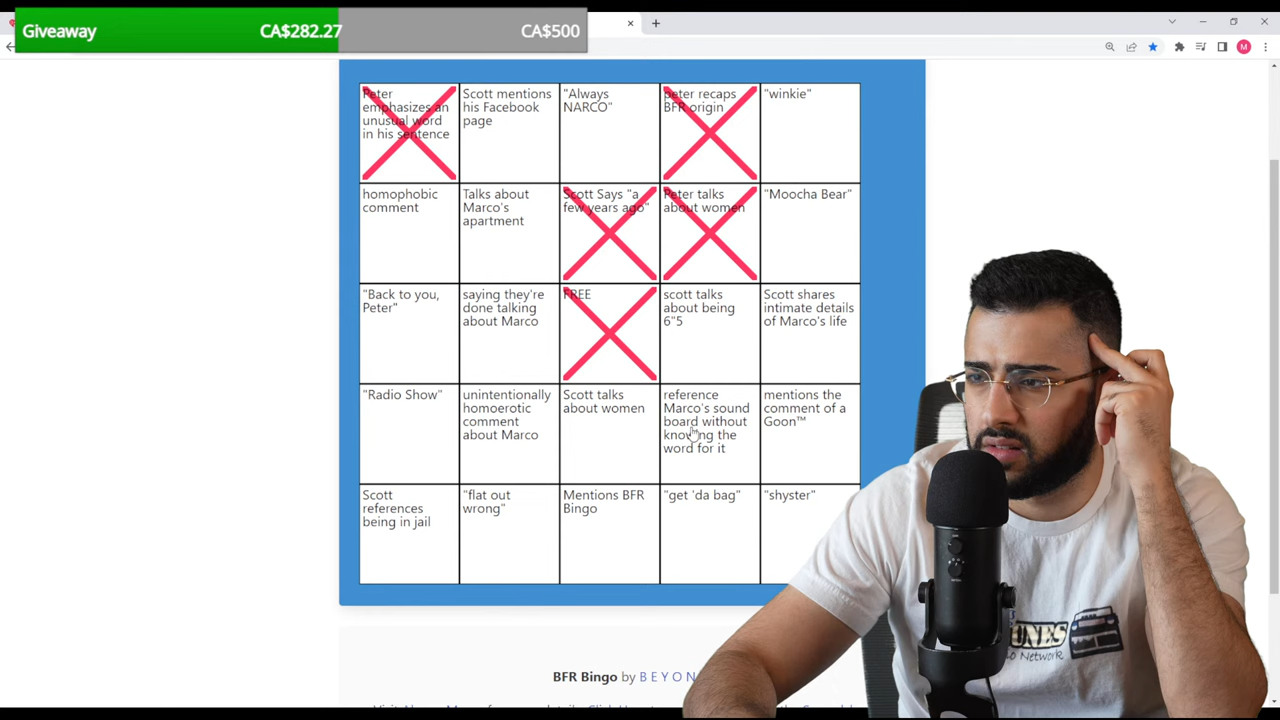 Giveaway CA$282.27 CA$500
M
Peter
emphasizes an
unusual word
in his sentence
Scott mentions
his Facebook
page
"Always
NARCO"
peter recaps
BFR origin
"winkie"
homophobic
comment
Talks about
Marco's
apartment
Scott Says "a
few years ago"
Peter talks
about women
"Moocha Bear"
"Back to you,
Peter"
saying they're
done talking
about Marco
FREE
scott talks
about being
6"5
Scott shares
intimate details
of Marco's life
"Radio Show"
unintentionally
homoerotic
comment
about Marco
Scott talks
about women
reference
Marco's sound
board without
knowing the
word for it
mentions the
comment of a
Goon™
Scott
references
being in jail
"flat out
wrong"
Mentions BFR
Bingo
"get 'da bag"
"shyster"
BFR Bingo by B E Y O N
Network